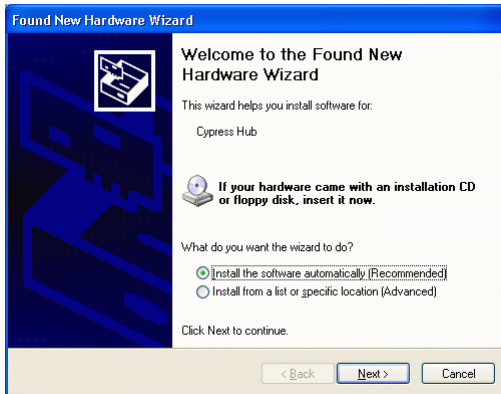 Found New Hardware Wizard
Welcome to the Found New
Hardware Wizard
This wizard helps you install software for:
Cypress Hub
If your hardware came with an installation CD
or floppy disk, insert it now.
What do you want the wizard to do?
Install the software automatically (Recommended)
Install from a list or specific location (Advanced)
Click Next to continue.
< Back
Next >
Cancel